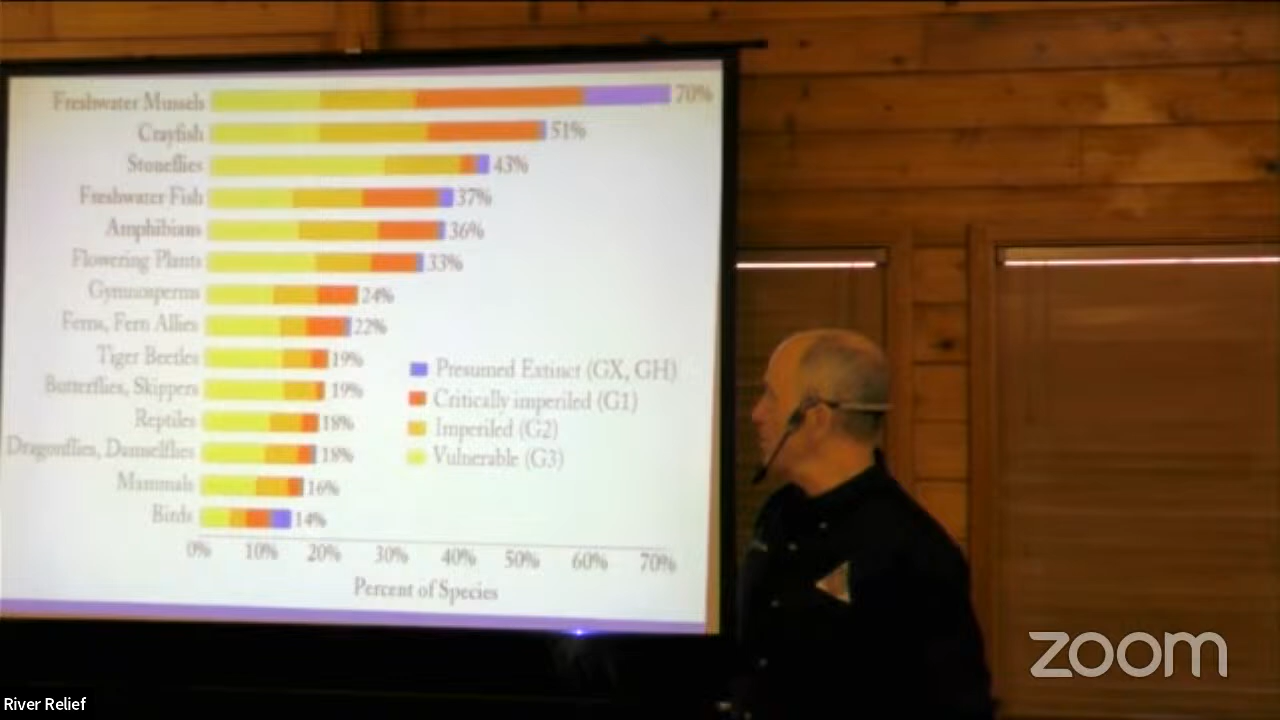 Freshwater Mussels 70%
Crayfish 51%
Stoneflies 43%
Freshwater Fish 37%
Amphibians 36%
Flowering Plants 33%
Gymnosperms 24%
Ferns, Fern Allies 22%
Tiger Beetles 19%
Butterflies, Skippers 19%
Reptiles 18%
Dragonflies, Damselflies 18%
Mammals 16%
Birds 14%
Presumed Extinct (GX, GH)
Critically imperiled (G1)
Imperiled (G2)
Vulnerable (G3)
0% 10% 20% 30% 40% 50% 60% 70%
Percent of Species
zoom
River Relief